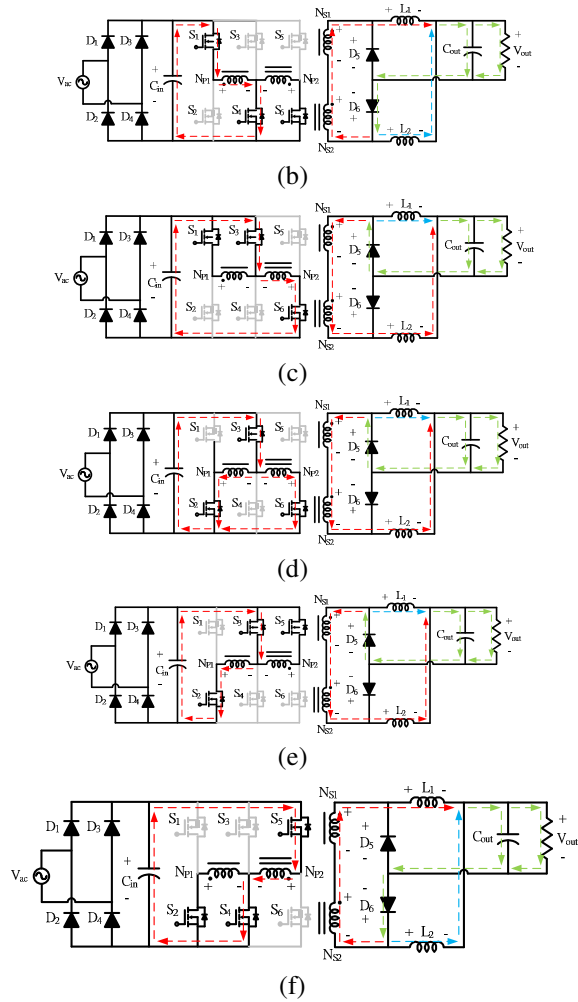 D1 D3 S1 S3 S5 NS1 + L1 - + +
Vac + Cin - NP1 + - + - NP2 D5 Cout Vout
D2 D4 S2 S4 S6 D6 + L2 - NS2
(b)
D1 D3 S1 S3 S5 NS1 + L1 - + +
Vac + Cin - NP1 - + - NP2 D5 Cout Vout
D2 D4 S2 S4 S6 D6 + L2 - NS2
(c)
D1 D3 S1 S3 S5 NS1 + L1 - + +
Vac + Cin - NP1 + - - + NP2 D5 Cout Vout
D2 D4 S2 S4 S6 D6 + L2 - NS2
(d)
D1 D3 S1 S3 S5 NS1 + L1 - + +
Vac + Cin - NP1 + - - + NP2 D5 Cout Vout
D2 D4 S2 S4 S6 D6 + L2 - NS2
(e)
D1 D3 S1 S3 S5 NS1 + L1 - + +
Vac + Cin - NP1 + - - + NP2 D5 Cout Vout
D2 D4 S2 S4 S6 D6 + L2 - NS2
(f)